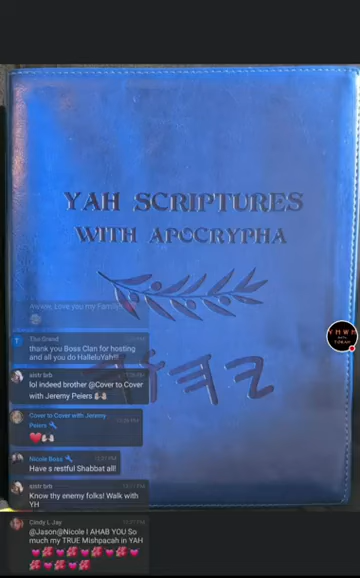 YAH SCRIPTURES
WITH APOCRYPHA
Always, Love you my Family
thank you Boss Clan for hosting
and all you do HalleluYah!!!
sistr brb
lol indeed brother @Cover to Cover
with Jeremy Peiers 🙌🏼
Cover to Cover with Jeremy
Peiers 🔧
❤️🙌🏼
Nicole Boss 🔧
Have s restful Shabbat all!
sistr brb
Know thy enemy folks! Walk with
YH
Cindy L Jay
@Jason@Nicole I AHAB YOU So
much my TRUE Mishpacah in YAH
YHWH